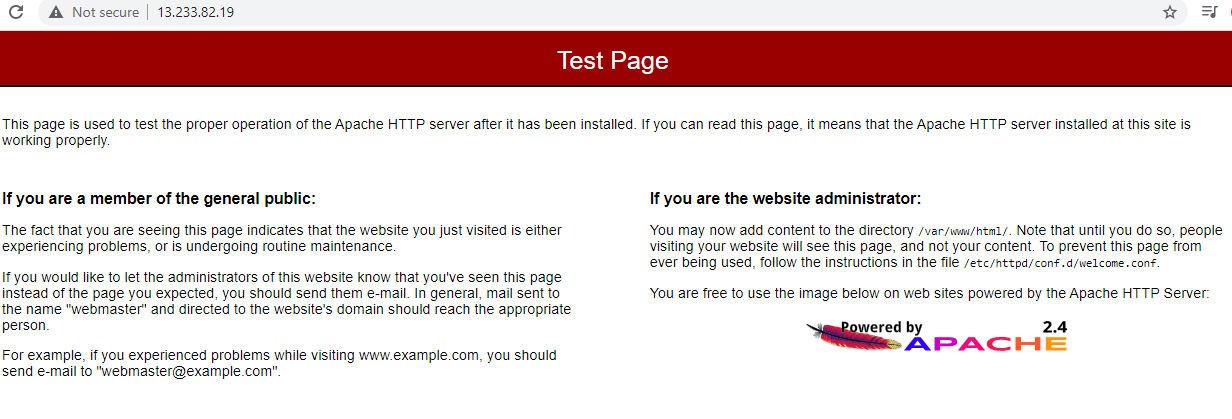 Not secure 13.233.82.19
Test Page
This page is used to test the proper operation of the Apache HTTP server after it has been installed. If you can read this page, it means that the Apache HTTP server installed at this site is
working properly.
If you are a member of the general public:
The fact that you are seeing this page indicates that the website you just visited is either
experiencing problems, or is undergoing routine maintenance.
If you would like to let the administrators of this website know that you've seen this page
instead of the page you expected, you should send them e-mail. In general, mail sent to
the name "webmaster" and directed to the website's domain should reach the appropriate
person.
For example, if you experienced problems while visiting www.example.com, you should
send e-mail to "webmaster@example.com".
If you are the website administrator:
You may now add content to the directory /var/www/html/. Note that until you do so, people
visiting your website will see this page, and not your content. To prevent this page from
ever being used, follow the instructions in the file /etc/httpd/conf.d/welcome.conf.
You are free to use the image below on web sites powered by the Apache HTTP Server:
Powered by 2.4
APACHE